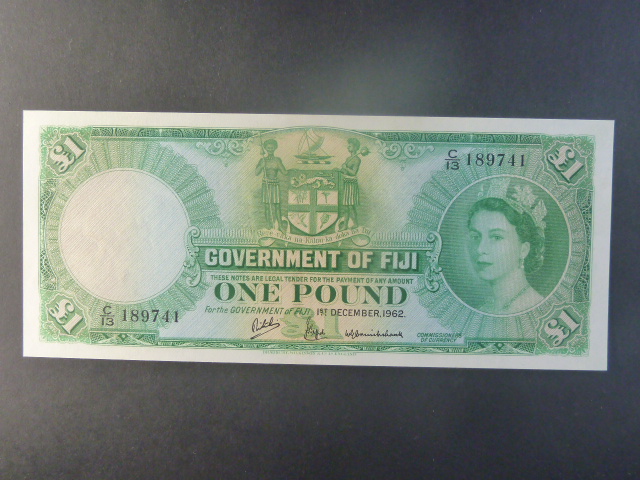 £1
£1
C/13 189741
GOVERNMENT OF FIJI
THESE NOTES ARE LEGAL TENDER FOR THE PAYMENT OF ANY AMOUNT
ONE POUND
For the GOVERNMENT OF FIJI 1ST DECEMBER, 1962.
C/13 189741
COMMISSIONERS
OF CURRENCY
£1
£1